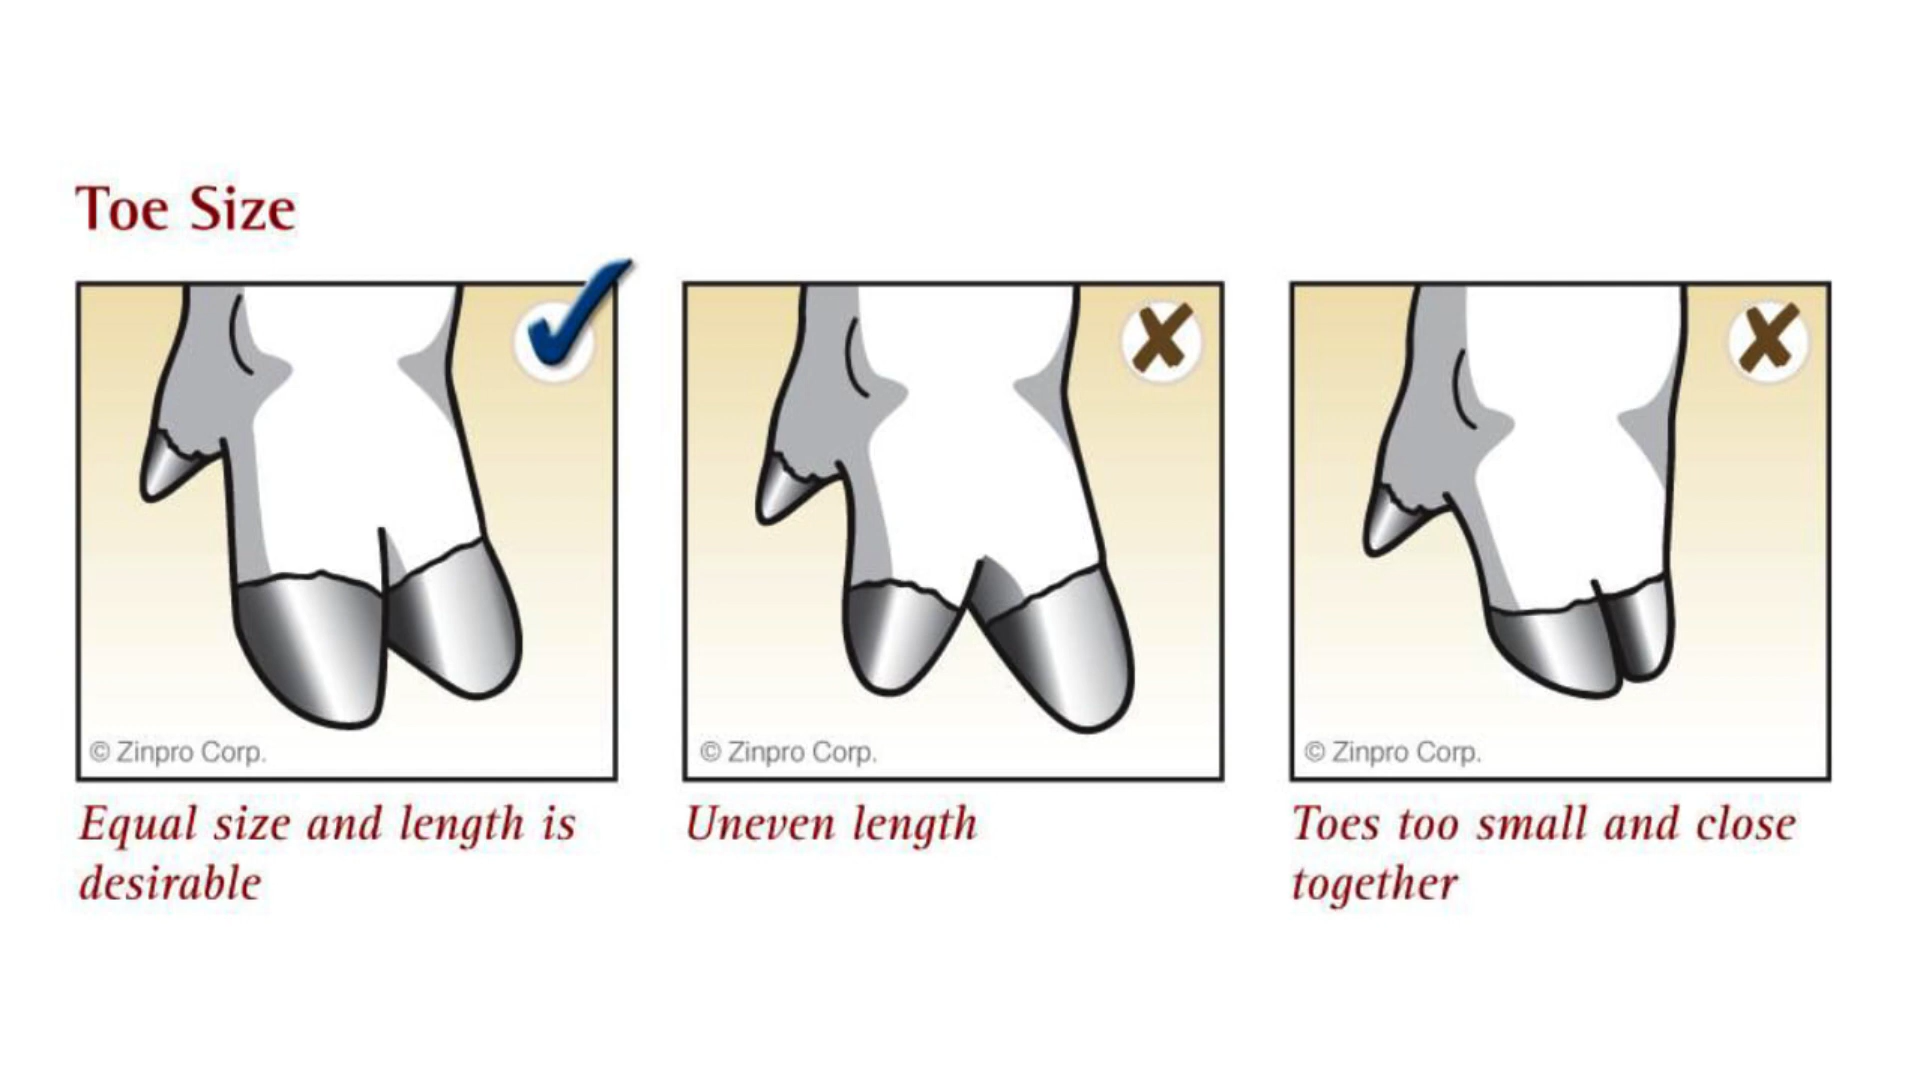 Toe Size
© Zinpro Corp.
© Zinpro Corp.
© Zinpro Corp.
Equal size and length is
desirable
Uneven length
Toes too small and close
together